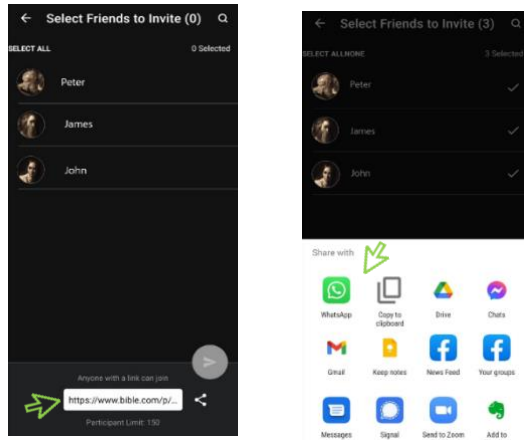 Select Friends to Invite (0)
SELECT ALL 0 Selected
Peter
James
John
Anyone with a link can join
https://www.bible.com/p/...
Participant Limit: 150
Select Friends to Invite (3)
SELECT ALLNONE 3 Selected
Peter
James
John
Share with
WhatsApp Copy to clipboard Drive Chats
Gmail Keep notes News Feed Your groups
Messages Signal Send to Zoom Add to